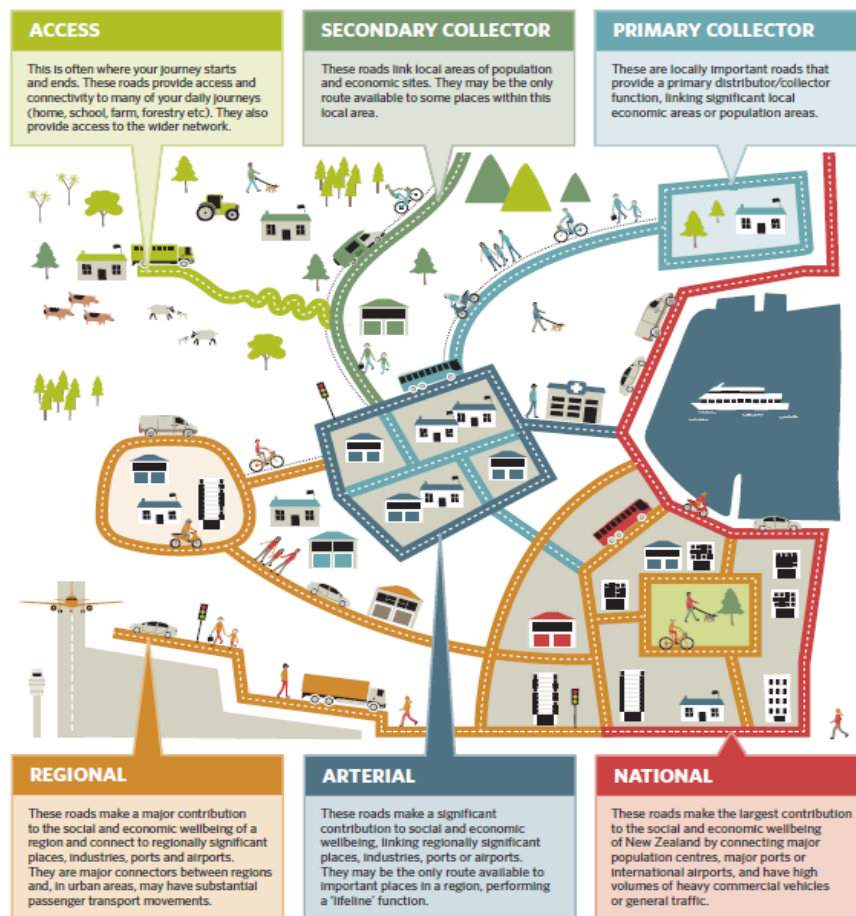 ACCESS
This is often where your journey starts
and ends. These roads provide access and
connectivity to many of your daily journeys
(home, school, farm, forestry etc). They also
provide access to the wider network.
SECONDARY COLLECTOR
These roads link local areas of population
and economic sites. They may be the only
route available to some places within this
local area.
PRIMARY COLLECTOR
These are locally important roads that
provide a primary distributor/collector
function, linking significant local
economic areas or population areas.
REGIONAL
These roads make a major contribution
to the social and economic wellbeing of a
region and connect to regionally significant
places, industries, ports and airports.
They are major connectors between regions
and, in urban areas, may have substantial
passenger transport movements.
ARTERIAL
These roads make a significant
contribution to social and economic
wellbeing, linking regionally significant
places, industries, ports or airports.
They may be the only route available to
important places in a region, performing
a 'lifeline' function.
NATIONAL
These roads make the largest contribution
to the social and economic wellbeing
of New Zealand by connecting major
population centres, major ports or
international airports, and have high
volumes of heavy commercial vehicles
or general traffic.